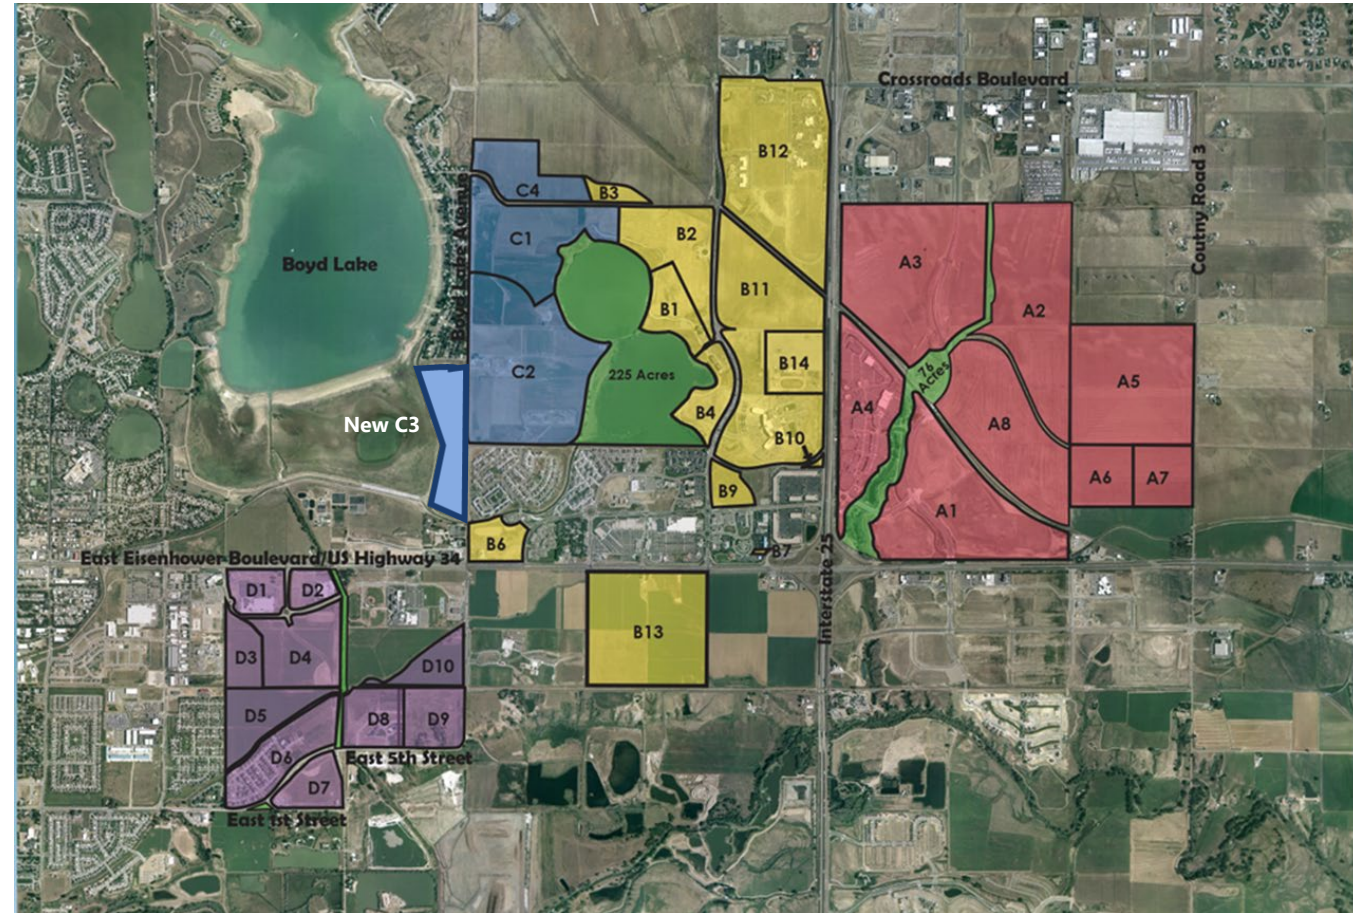 Crossroads Boulevard
B12
Coutny Road 3
Boyd Lake Avenue
C4
B3
C1
B2
A3
Boyd Lake
B11
B1
A2
C2
225 Acres
B14
76
Acres
A5
New C3
B4
A4
A8
B10
B9
A6
A7
A1
B6
B7
East Eisenhower Boulevard/US Highway 34
Interstate 25
D1
D2
B13
D3
D4
D10
D5
D8
D9
D6
East 5th Street
D7
East 1st Street